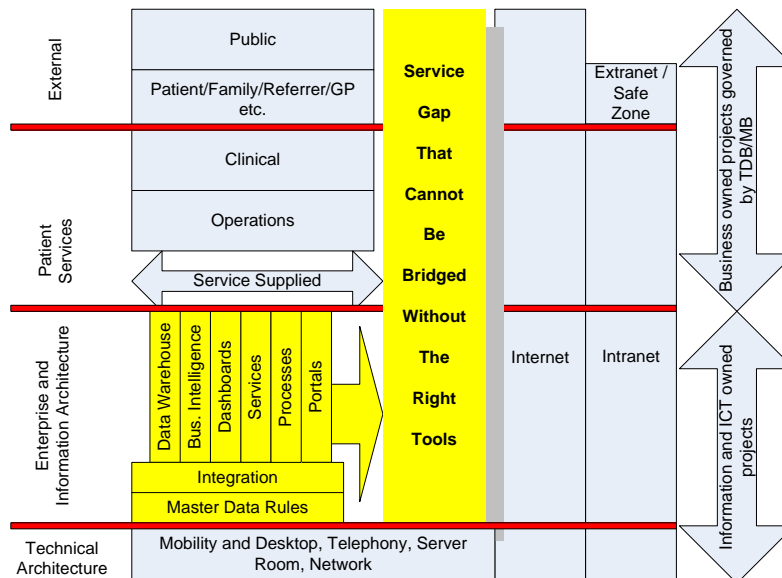 External
Public
Patient/Family/Referrer/GP
etc.
Patient
Services
Clinical
Operations
Service Supplied
Enterprise and
Information Architecture
Data Warehouse
Bus. Intelligence
Dashboards
Services
Processes
Portals
Integration
Master Data Rules
Technical
Architecture
Mobility and Desktop, Telephony, Server
Room, Network
Service
Gap
That
Cannot
Be
Bridged
Without
The
Right
Tools
Internet
Extranet /
Safe
Zone
Intranet
Business owned projects governed
by TDB/MB
Information and ICT owned
projects